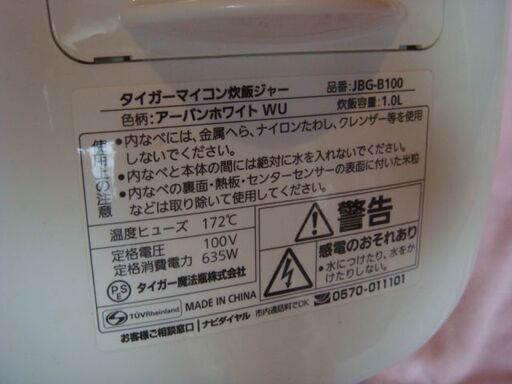 タイガーマイコン炊飯ジャー 品番:JBG-B100
色柄:アーバンホワイト WU 炊飯容量:1.0L
使用上の注意
•内なべには、金属へら、ナイロンたわし、クレンザー等を使用
しないでください。
•内なべと本体の間には絶対に水を入れないでください。
•内なべの裏面・熱板・センターセンサーの表面に付いた米粒
などは取り除いて使用してください。
温度ヒューズ 172℃
定格電圧 100V
定格消費電力 635W
PSE タイガー魔法瓶株式会社
TÜVRheinland MADE IN CHINA
警告
感電のおそれあり
•水につけたり、水をか
けたりしない。
お客様ご相談窓口 ナビダイヤル 市内通話料でOK 0570-011101